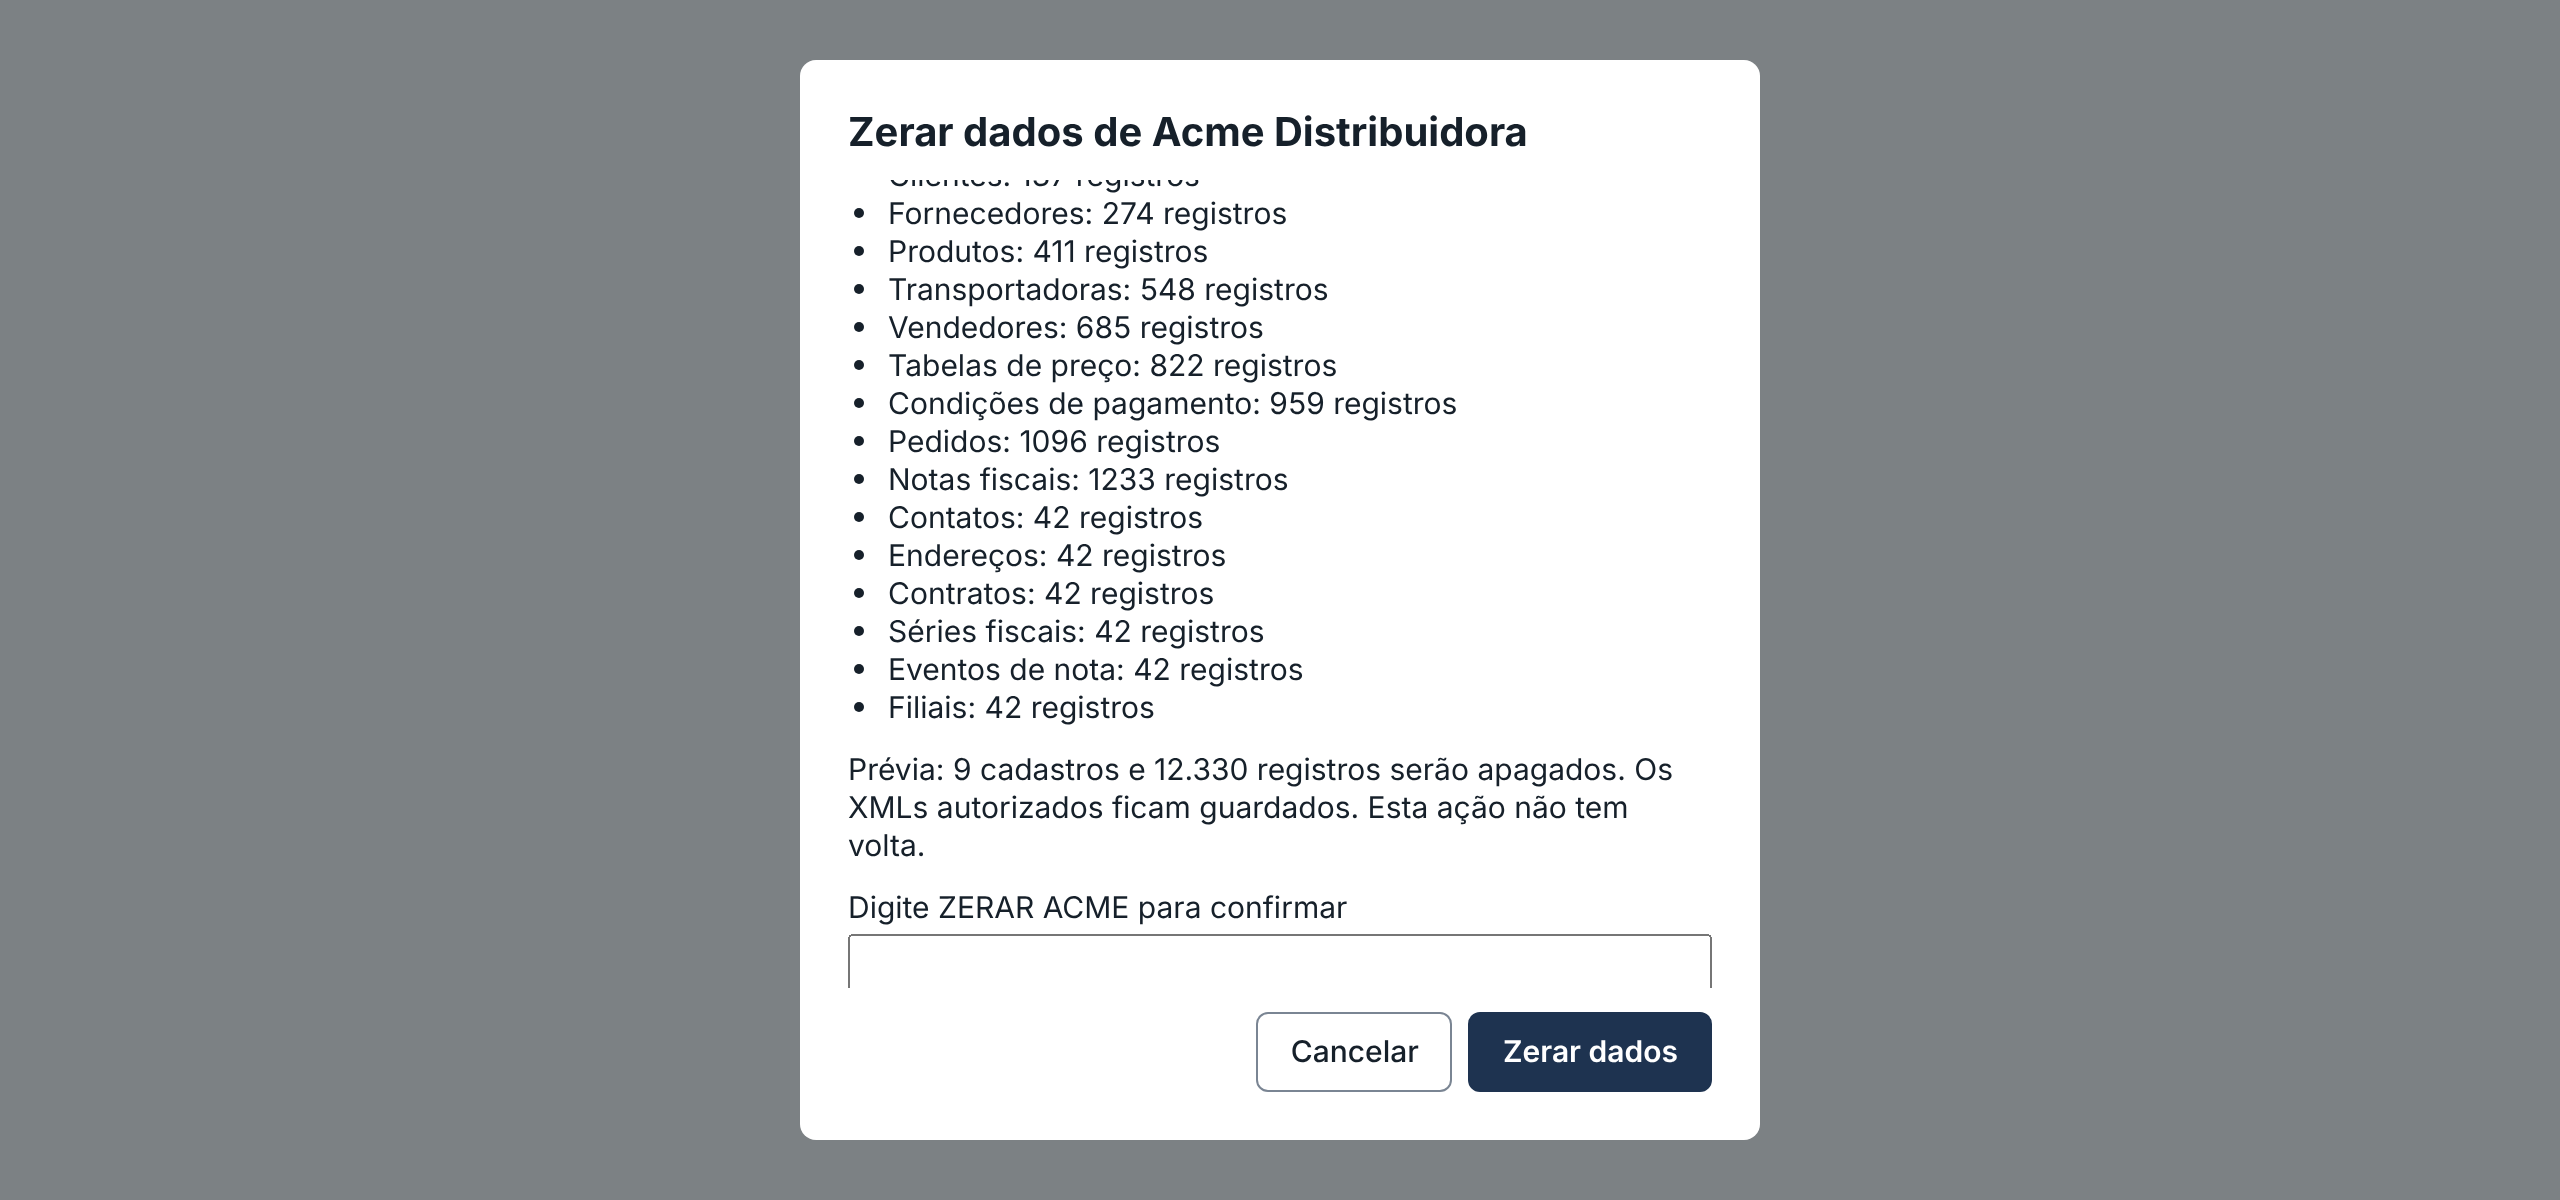 Zerar dados de Acme Distribuidora
registros
Fornecedores: 274 registros
Produtos: 411 registros
Transportadoras: 548 registros
Vendedores: 685 registros
Tabelas de preço: 822 registros
Condições de pagamento: 959 registros
Pedidos: 1096 registros
Notas fiscais: 1233 registros
Contatos: 42 registros
Endereços: 42 registros
Contratos: 42 registros
Séries fiscais: 42 registros
Eventos de nota: 42 registros
Filiais: 42 registros
Prévia: 9 cadastros e 12.330 registros serão apagados. Os
XMLs autorizados ficam guardados. Esta ação não tem
volta.
Digite ZERAR ACME para confirmar
Cancelar
Zerar dados